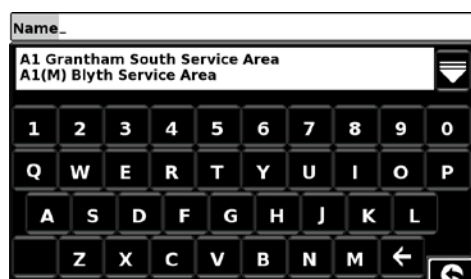 Name_
A1 Grantham South Service Area
A1(M) Blyth Service Area
1 2 3 4 5 6 7 8 9 0
Q W E R T Y U I O P
A S D F G H J K L
Z X C V B N M ←